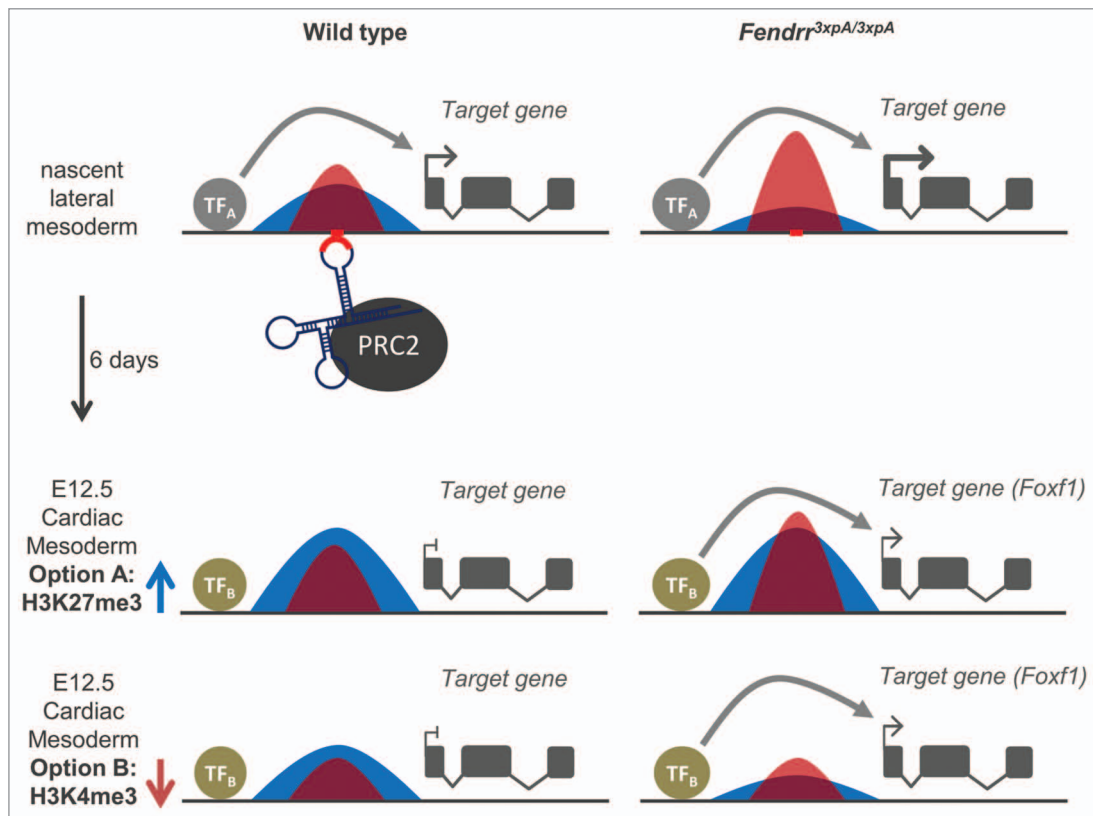 Wild type
Fendrr3xpA/3xpA
Target gene
Target gene
nascent
lateral
mesoderm
TFA
TFA
PRC2
6 days
E12.5
Cardiac
Mesoderm
Option A:
H3K27me3
Target gene
Target gene (Foxf1)
TFB
TFB
E12.5
Cardiac
Mesoderm
Option B:
H3K4me3
Target gene
Target gene (Foxf1)
TFB
TFB